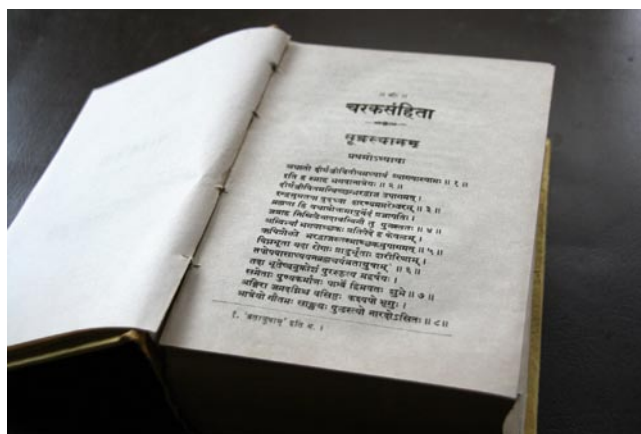 ॥ श्रीः ॥
चरकसंहिता
सूत्रस्थानम्
प्रथमोऽध्यायः
अथातो दीर्घञ्जीवितीयमध्यायं व्याख्यास्यामः ॥ १ ॥
इति ह स्माह भगवानात्रेयः ॥ २ ॥
दीर्घं जीवितमन्विच्छन्भरद्वाज उपागमत् ।
इन्द्रमुग्रतपा बुद्ध्वा शरण्यममरेश्वरम् ॥ ३ ॥
ब्रह्मणा हि यथाप्रोक्तमायुर्वेदं प्रजापतिः ।
जग्राह निखिलेनादावश्विनौ तु पुनस्ततः ॥ ४ ॥
अश्विभ्यां भगवाञ्छक्रः प्रतिपेदे ह केवलम् ।
ऋषिप्रोक्तो भरद्वाजस्तस्माच्छक्रमुपागमत् ॥ ५ ॥
विघ्नभूता यदा रोगाः प्रादुर्भूताः शरीरिणाम् ।
तपोपवासाध्ययनब्रह्मचर्यव्रतायुषाम् ॥ ६ ॥
तदा भूतेष्वनुक्रोशं पुरस्कृत्य महर्षयः ।
समेताः पुण्यकर्माणः पार्श्वे हिमवतः शुभे ॥ ७ ॥
अङ्गिरा जमदग्निश्च वसिष्ठः कश्यपो भृगुः ।
आत्रेयो गौतमः साङ्ख्यः पुलस्त्यो नारदोऽसितः ॥ ८ ॥
१. 'व्रतायुषाम्' इति च ।